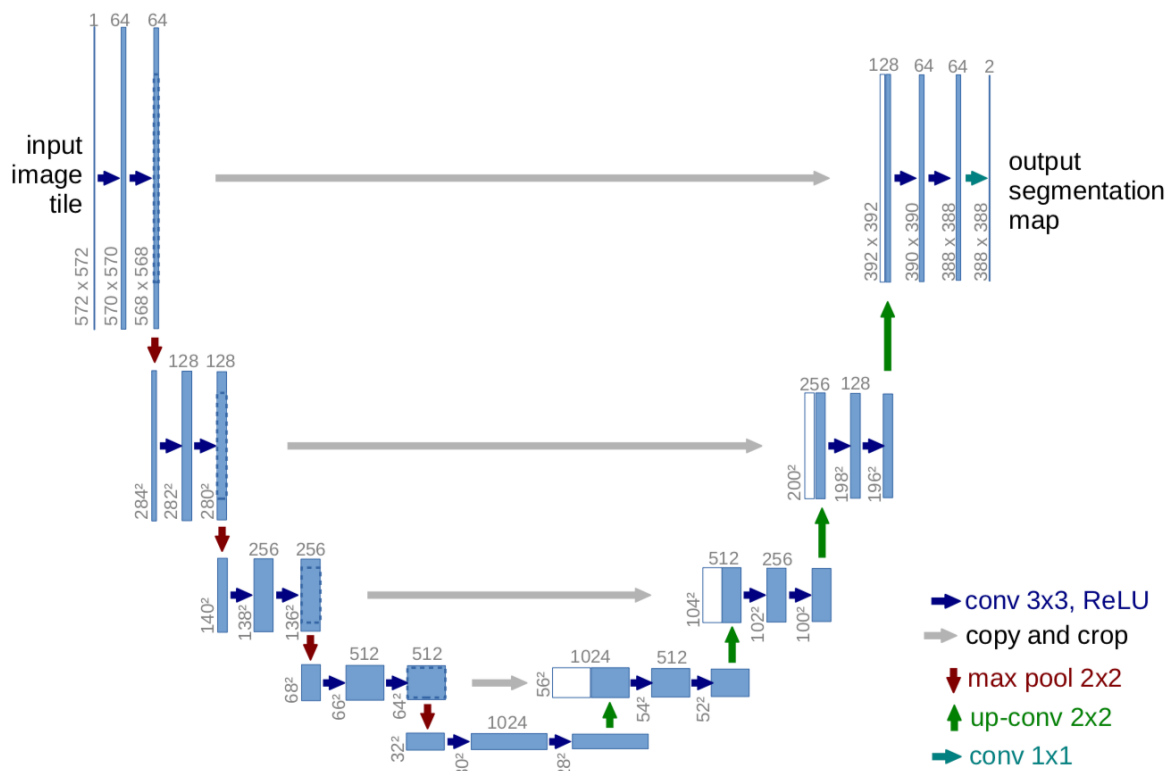 1 64 64
128 64 64 2
input
image
tile
output
segmentation
map
572 x 572
570 x 570
568 x 568
392 x 392
390 x 390
388 x 388
388 x 388
128 128
256 128
284²
282²
280²
200²
198²
196²
256 256
512 256
140²
138²
136²
104²
102²
100²
512 512
1024 512
68²
66²
64²
56²
54²
52²
1024
32²
conv 3x3, ReLU
copy and crop
max pool 2x2
up-conv 2x2
conv 1x1